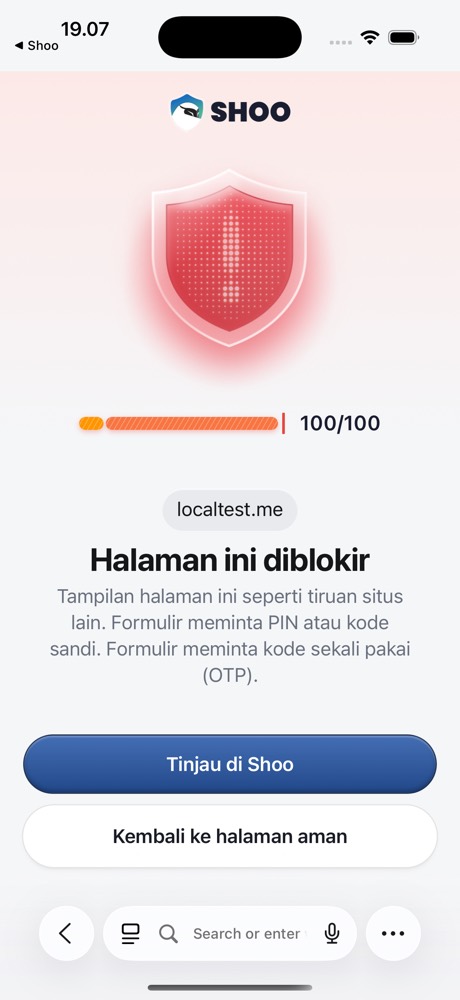 19.07
◀ Shoo
SHOO
100/100
localtest.me
Halaman ini diblokir
Tampilan halaman ini seperti tiruan situs
lain. Formulir meminta PIN atau kode
sandi. Formulir meminta kode sekali pakai
(OTP).
Tinjau di Shoo
Kembali ke halaman aman
Search or enter